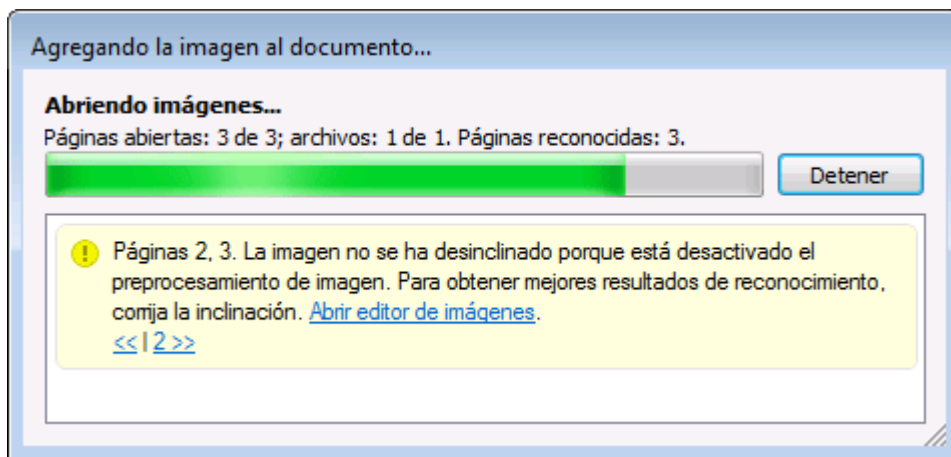 Agregando la imagen al documento...
Abriendo imágenes...
Páginas abiertas: 3 de 3; archivos: 1 de 1. Páginas reconocidas: 3.
Detener
Páginas 2, 3. La imagen no se ha desinclinado porque está desactivado el
preprocesamiento de imagen. Para obtener mejores resultados de reconocimiento,
corrija la inclinación. Abrir editor de imágenes.
<< | 2 >>